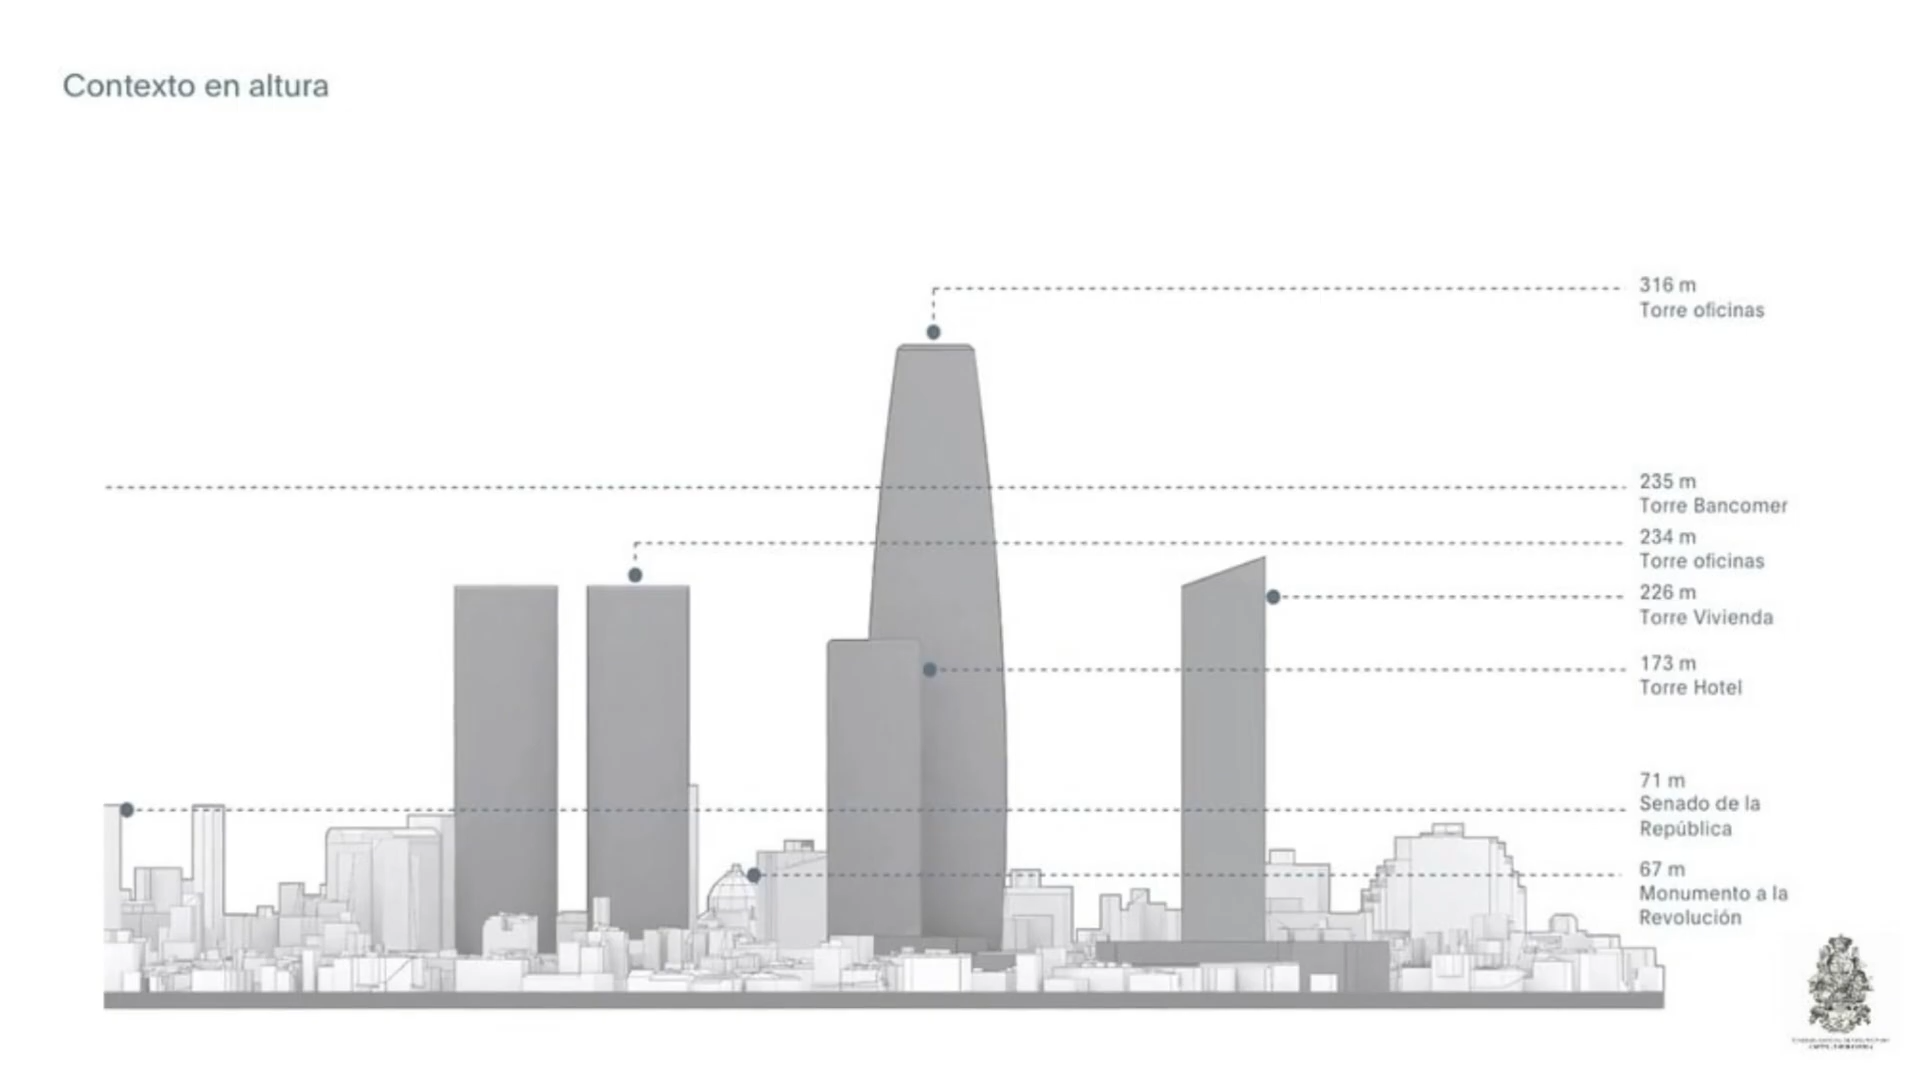 Contexto en altura
316 m
Torre oficinas
235 m
Torre Bancomer
234 m
Torre oficinas
226 m
Torre Vivienda
173 m
Torre Hotel
71 m
Senado de la
República
67 m
Monumento a la
Revolución